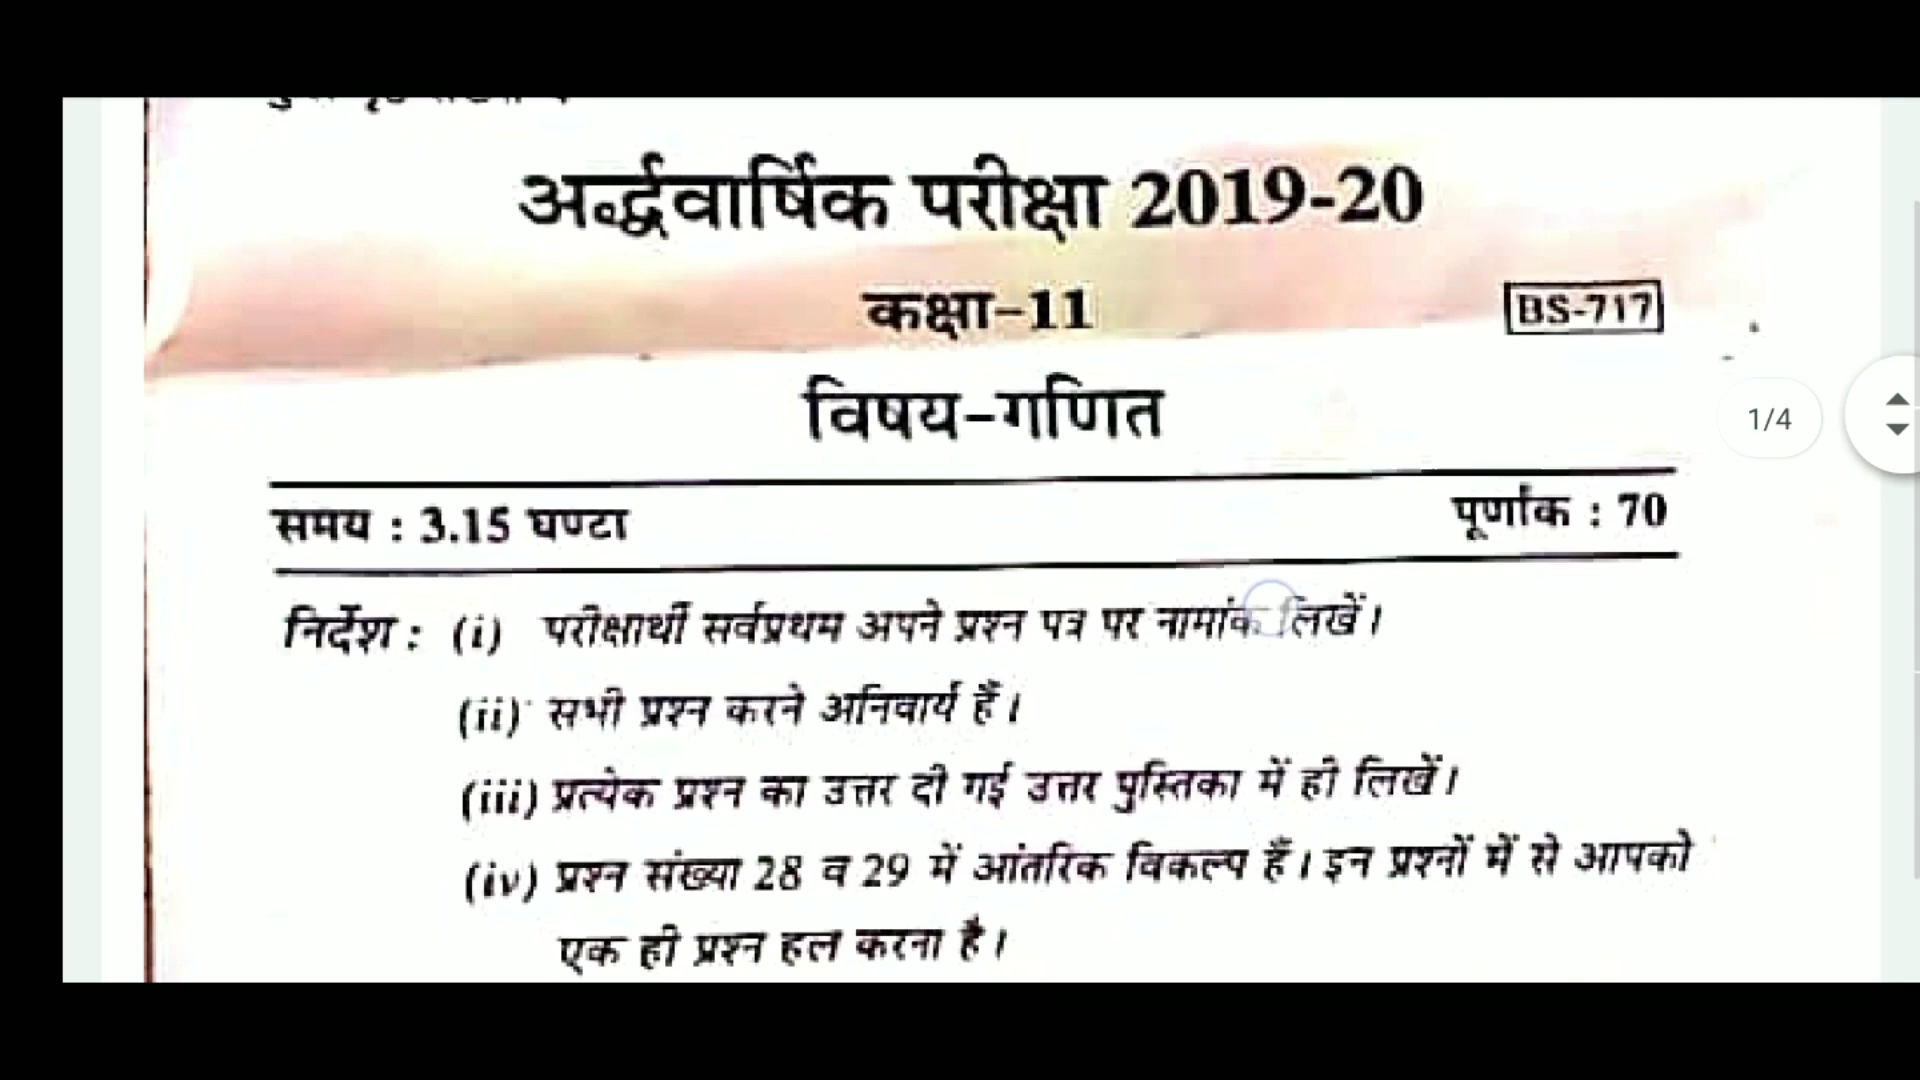 अर्द्धवार्षिक परीक्षा 2019-20
कक्षा-11
BS-717
विषय-गणित
1/4
समय : 3.15 घण्टा
पूर्णांक : 70
निर्देश : (i) परीक्षार्थी सर्वप्रथम अपने प्रश्न पत्र पर नामांक लिखें।
(ii) सभी प्रश्न करने अनिवार्य हैं।
(iii) प्रत्येक प्रश्न का उत्तर दी गई उत्तर पुस्तिका में ही लिखें।
(iv) प्रश्न संख्या 28 व 29 में आंतरिक विकल्प हैं। इन प्रश्नों में से आपको
एक ही प्रश्न हल करना है।